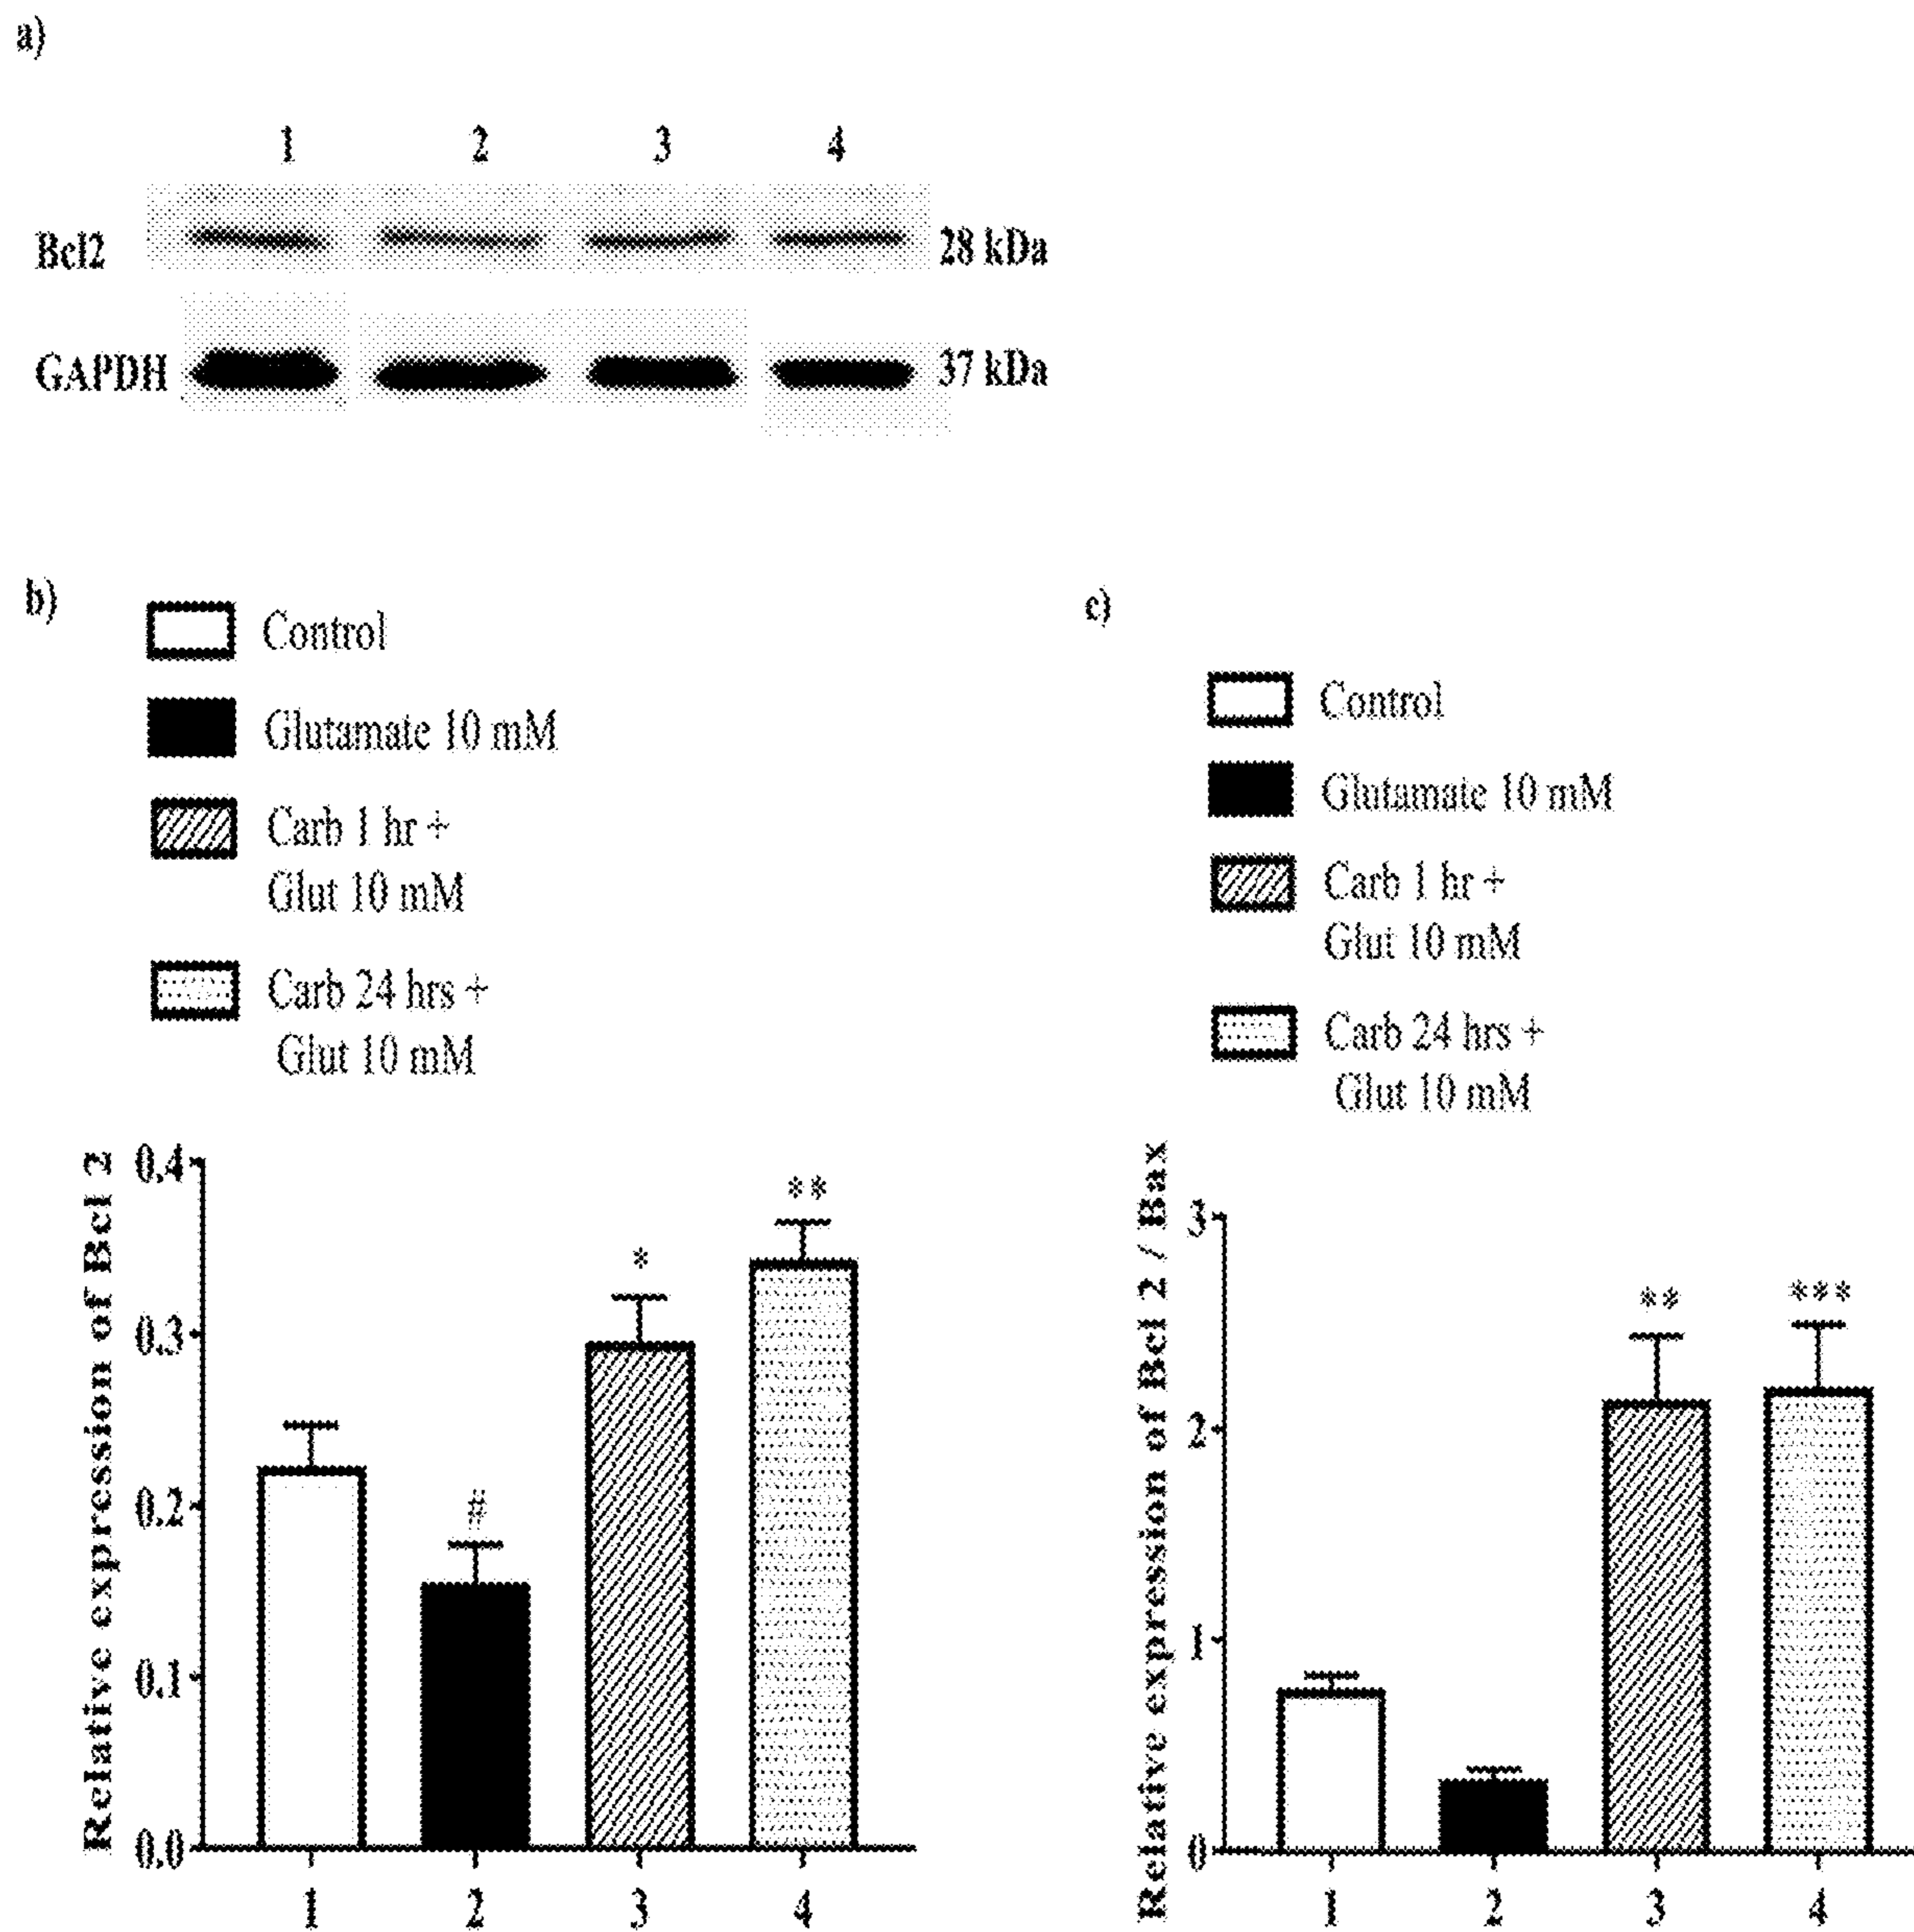 a)
1 2 3 4
Bcl2 28 kDa
GAPDH 37 kDa
b)
Control
Glutamate 10 mM
Carb 1 hr +
Glut 10 mM
Carb 24 hrs +
Glut 10 mM
Relative expression of Bcl 2
0.4
0.3
0.2
0.1
0.0
#
*
**
1 2 3 4
c)
Control
Glutamate 10 mM
Carb 1 hr +
Glut 10 mM
Carb 24 hrs +
Glut 10 mM
Relative expression of Bcl 2 / Bax
3
2
1
0
**
***
1 2 3 4